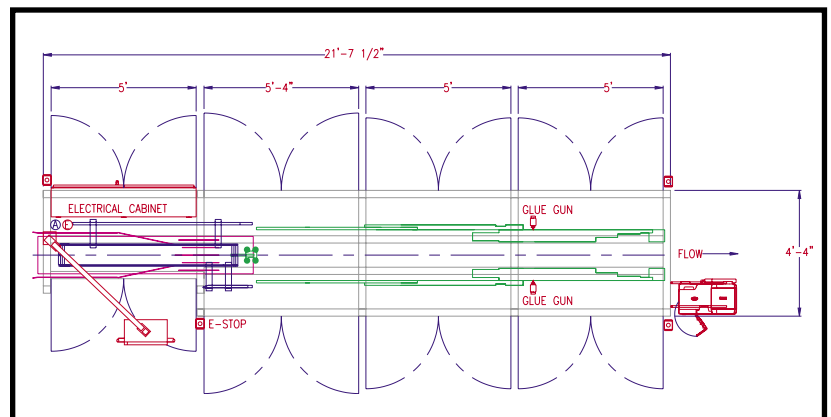 21'-7 1/2"
5'
5'-4"
5'
5'
ELECTRICAL CABINET
A E
GLUE GUN
FLOW
4'-4"
GLUE GUN
E-STOP